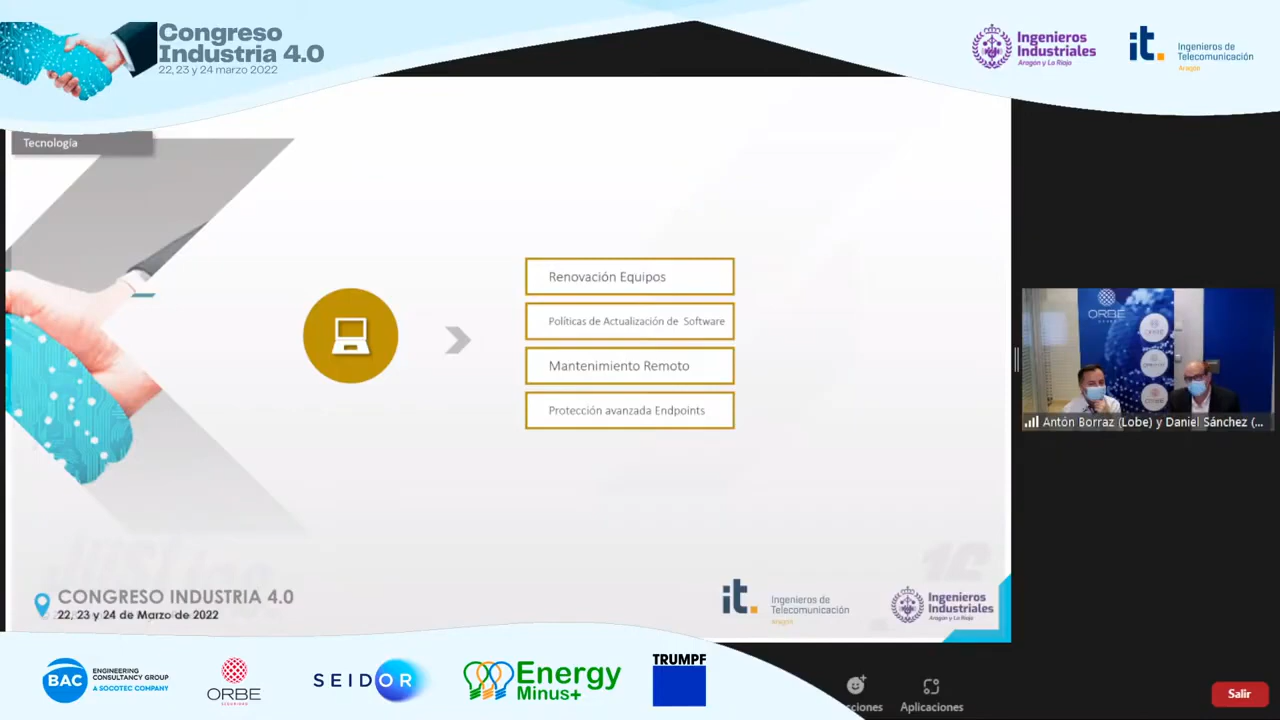 Congreso
Industria 4.0
22, 23 y 24 marzo 2022
Ingenieros
Industriales
Aragón y La Rioja
it.
Ingenieros de
Telecomunicación
Aragón
Tecnología
Renovación Equipos
Políticas de Actualización de Software
Mantenimiento Remoto
Protección avanzada Endpoints
ORBE
Antón Borraz (Lobe) y Daniel Sánchez (...
CONGRESO INDUSTRIA 4.0
22, 23 y 24 de Marzo de 2022
it.
Ingenieros de
Telecomunicación
Aragón
Ingenieros
Industriales
Aragón y La Rioja
BAC
ENGINEERING
CONSULTANCY GROUP
A SOCOTEC COMPANY
ORBE
SEGURIDAD
SEIDOR
Energy
Minus+
TRUMPF
cciones
Aplicaciones
Salir